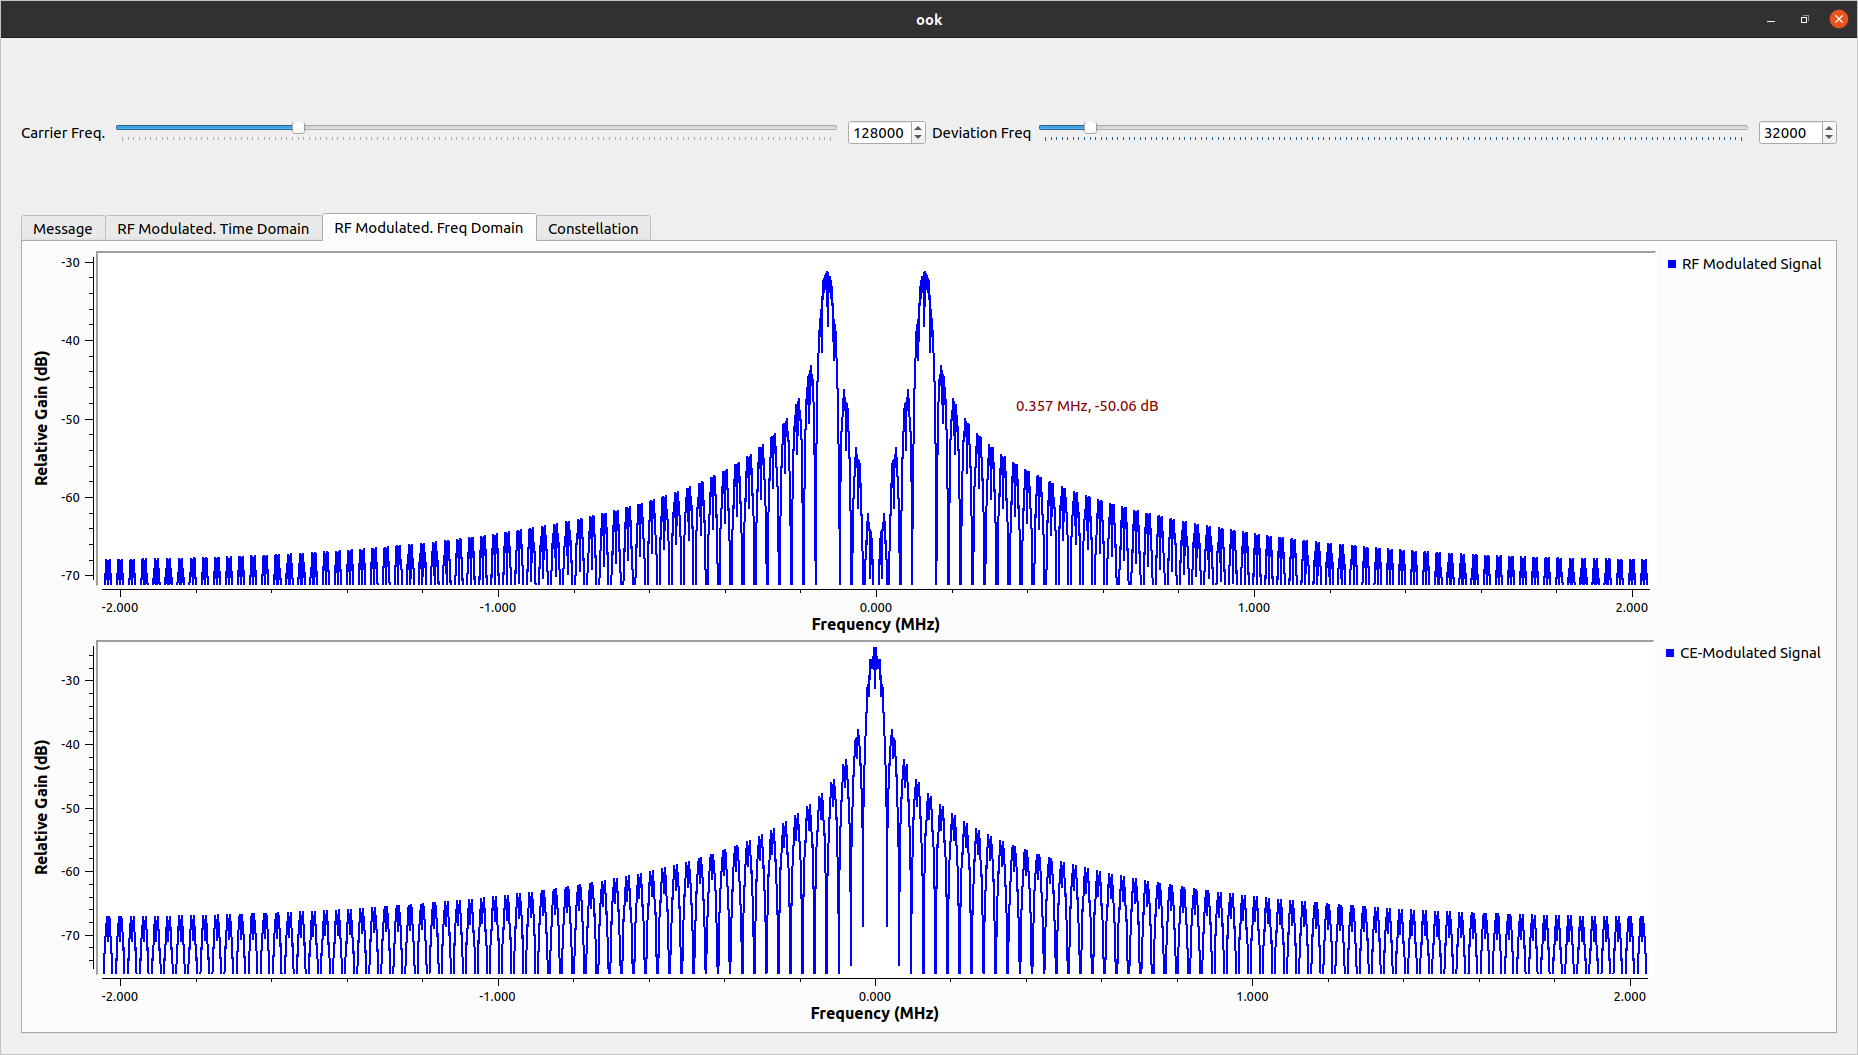 ook
Carrier Freq. 128000 Deviation Freq 32000
Message RF Modulated. Time Domain RF Modulated. Freq Domain Constellation
RF Modulated Signal
0.357 MHz, -50.06 dB
Relative Gain (dB)
-30
-40
-50
-60
-70
-2.000 -1.000 0.000 1.000 2.000
Frequency (MHz)
CE-Modulated Signal
Relative Gain (dB)
-30
-40
-50
-60
-70
-2.000 -1.000 0.000 1.000 2.000
Frequency (MHz)